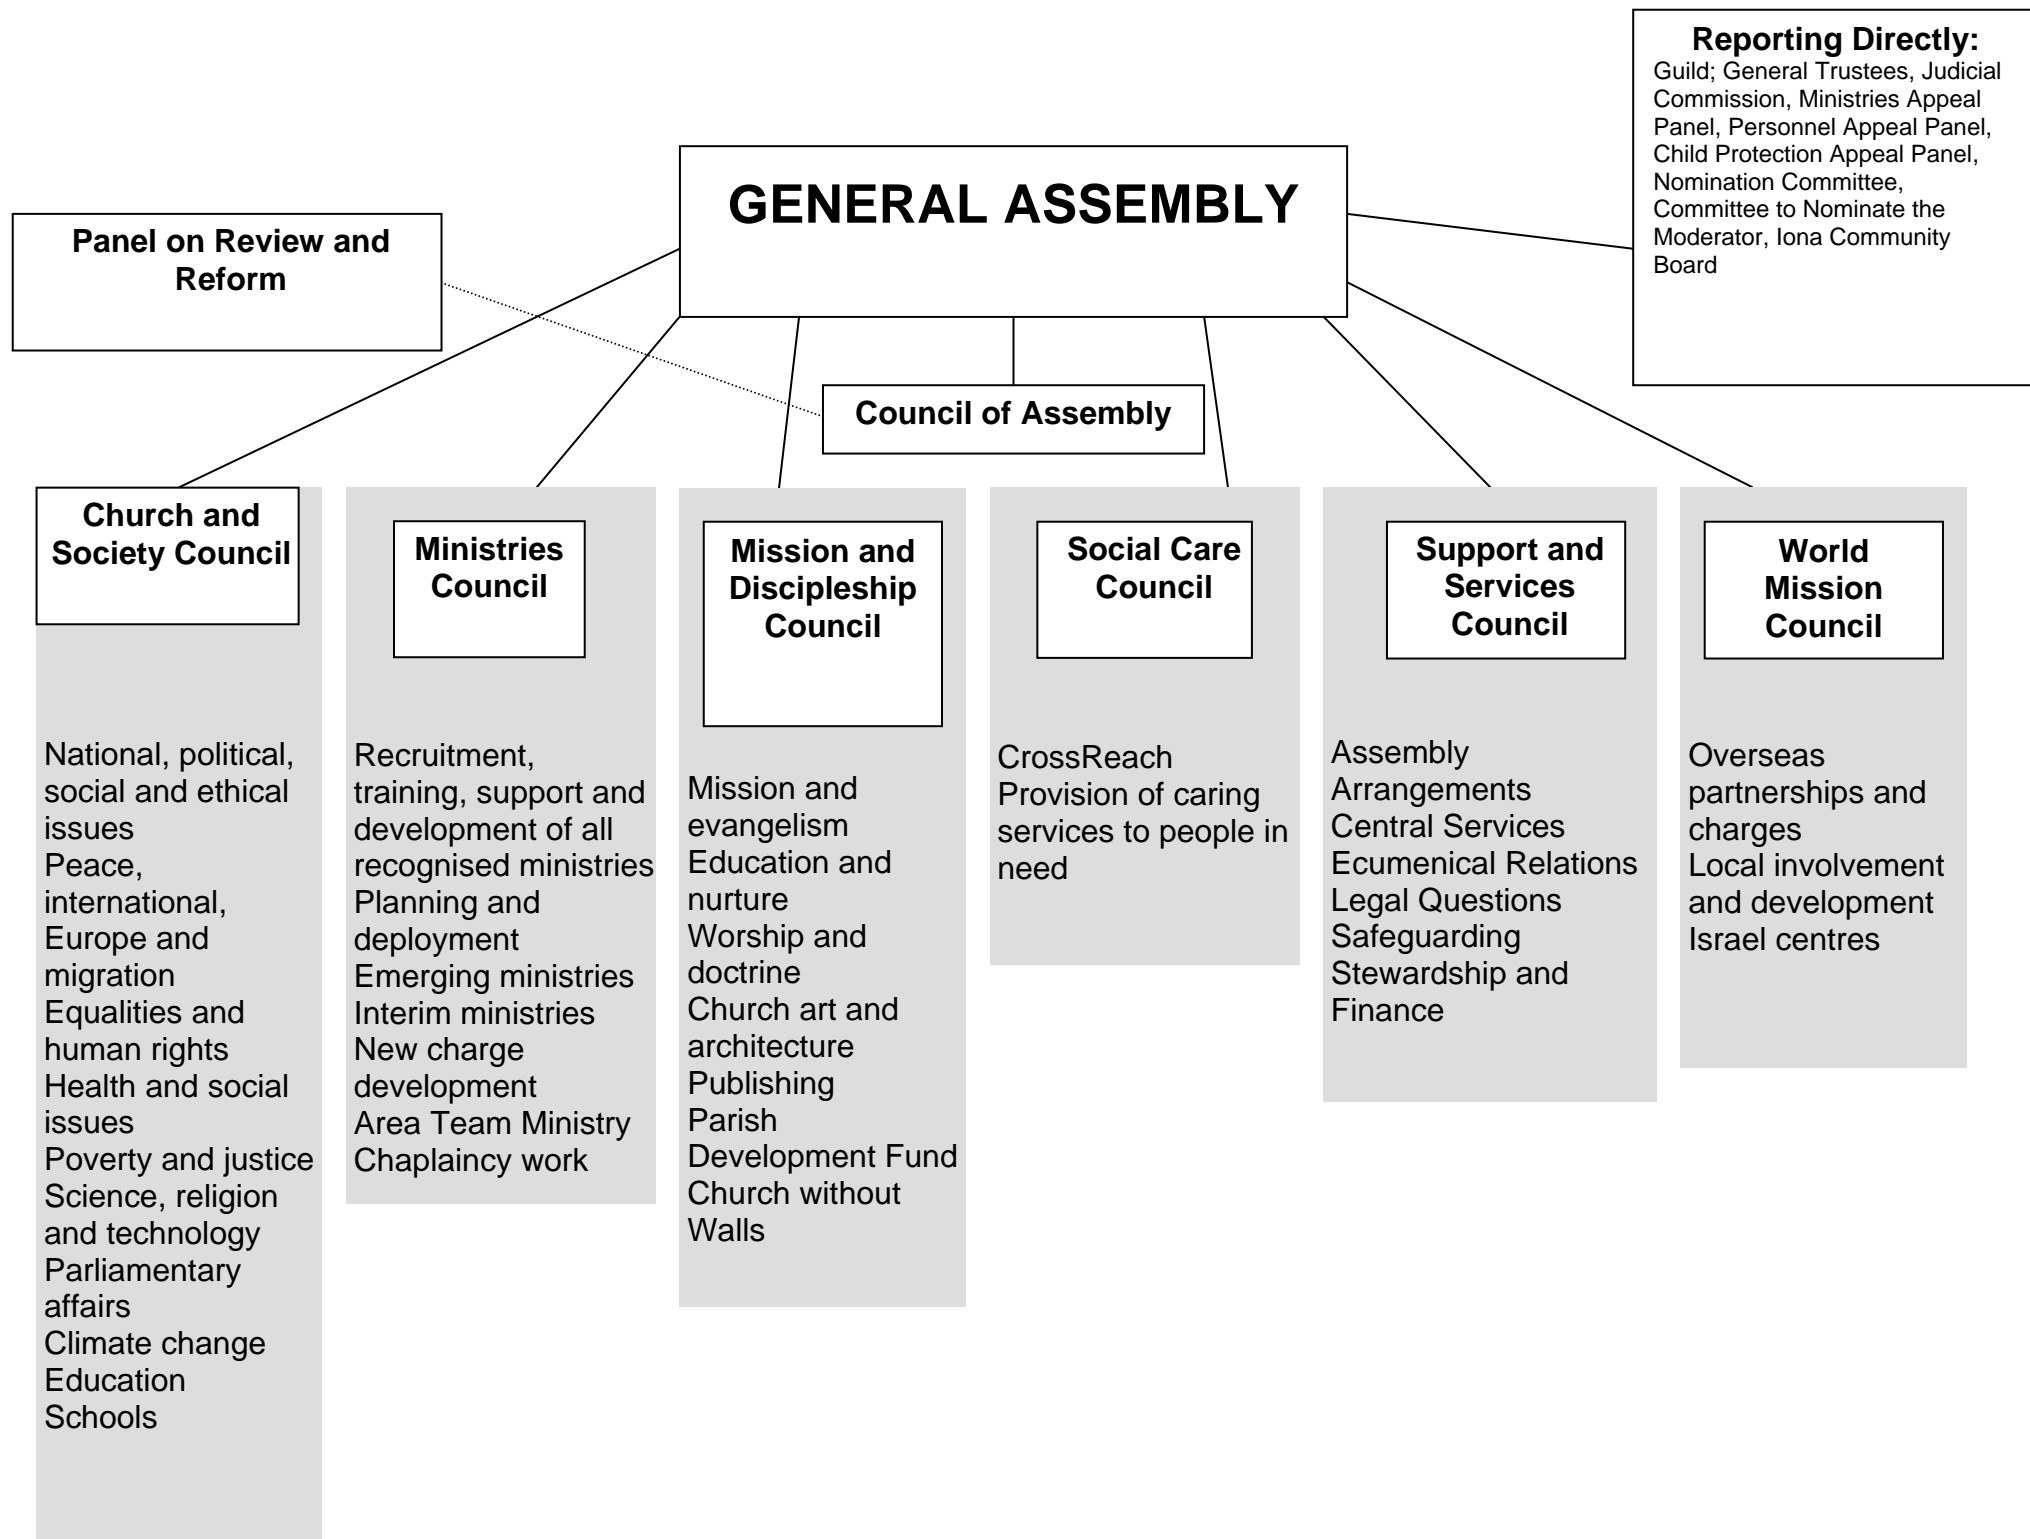 Reporting Directly:
Guild; General Trustees, Judicial
Commission, Ministries Appeal
Panel, Personnel Appeal Panel,
Child Protection Appeal Panel,
Nomination Committee,
Committee to Nominate the
Moderator, Iona Community
Board
GENERAL ASSEMBLY
Panel on Review and
Reform
Council of Assembly
Church and
Society Council
National, political,
social and ethical
issues
Peace,
international,
Europe and
migration
Equalities and
human rights
Health and social
issues
Poverty and justice
Science, religion
and technology
Parliamentary
affairs
Climate change
Education
Schools
Ministries
Council
Recruitment,
training, support and
development of all
recognised ministries
Planning and
deployment
Emerging ministries
Interim ministries
New charge
development
Area Team Ministry
Chaplaincy work
Mission and
Discipleship
Council
Mission and
evangelism
Education and
nurture
Worship and
doctrine
Church art and
architecture
Publishing
Parish
Development Fund
Church without
Walls
Social Care
Council
CrossReach
Provision of caring
services to people in
need
Support and
Services
Council
Assembly
Arrangements
Central Services
Ecumenical Relations
Legal Questions
Safeguarding
Stewardship and
Finance
World
Mission
Council
Overseas
partnerships and
charges
Local involvement
and development
Israel centres